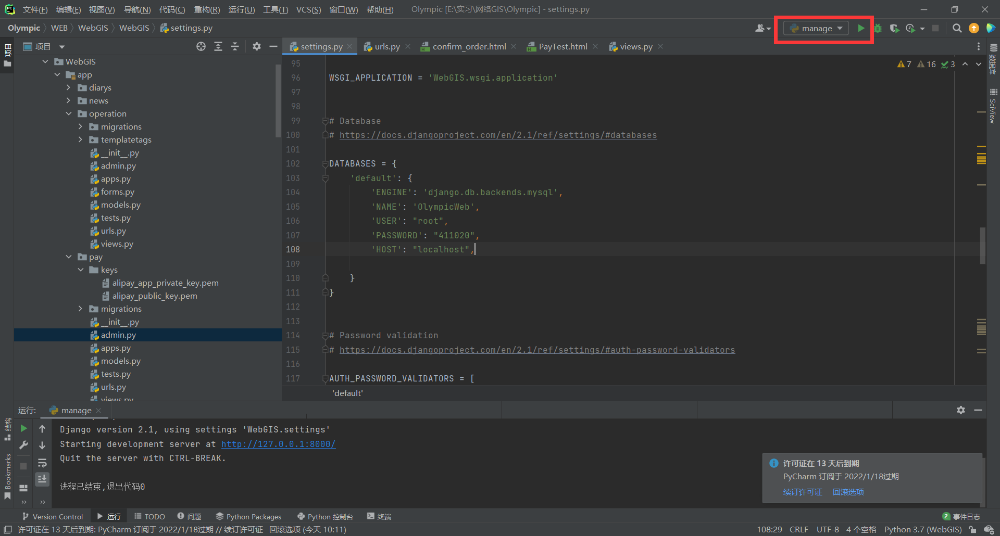 文件(F) 编辑(E) 视图(V) 导航(N) 代码(C) 重构(R) 运行(U) 工具(T) VCS(S) 窗口(W) 帮助(H) Olympic [E:\实习\网络GIS\Olympic] - settings.py
Olympic WEB WebGIS WebGIS settings.py manage
项目
项目
settings.py urls.py confirm_order.html PayTest.html views.py
数据库
SciView
WebGIS
app
diarys
news
operation
migrations
templatetags
__init__.py
admin.py
apps.py
forms.py
models.py
tests.py
urls.py
views.py
pay
keys
alipay_app_private_key.pem
alipay_public_key.pem
migrations
__init__.py
admin.py
apps.py
models.py
tests.py
urls.py
views.py
7 16 3
95
96 WSGI_APPLICATION = 'WebGIS.wsgi.application'
97
98
99 # Database
100 # https://docs.djangoproject.com/en/2.1/ref/settings/#databases
101
102 DATABASES = {
103 'default': {
104 'ENGINE': 'django.db.backends.mysql',
105 'NAME': 'OlympicWeb',
106 'USER': "root",
107 'PASSWORD': "411020",
108 'HOST': "localhost",
109
110 }
111 }
112
113
114 # Password validation
115 # https://docs.djangoproject.com/en/2.1/ref/settings/#auth-password-validators
116
117 AUTH_PASSWORD_VALIDATORS = [
'default'
运行: manage
结构
Bookmarks
Django version 2.1, using settings 'WebGIS.settings'
Starting development server at http://127.0.0.1:8000/
Quit the server with CTRL-BREAK.
进程已结束,退出代码0
许可证在 13 天后到期
PyCharm 订阅于 2022/1/18过期
续订许可证 回滚选项
Version Control 运行 TODO 问题 Python Packages Python 控制台 终端 2 事件日志
许可证在 13 天后到期: PyCharm 订阅于 2022/1/18过期 // 续订许可证 回滚选项 (今天 10:11) 108:29 CRLF UTF-8 4 个空格 Python 3.7 (WebGIS)